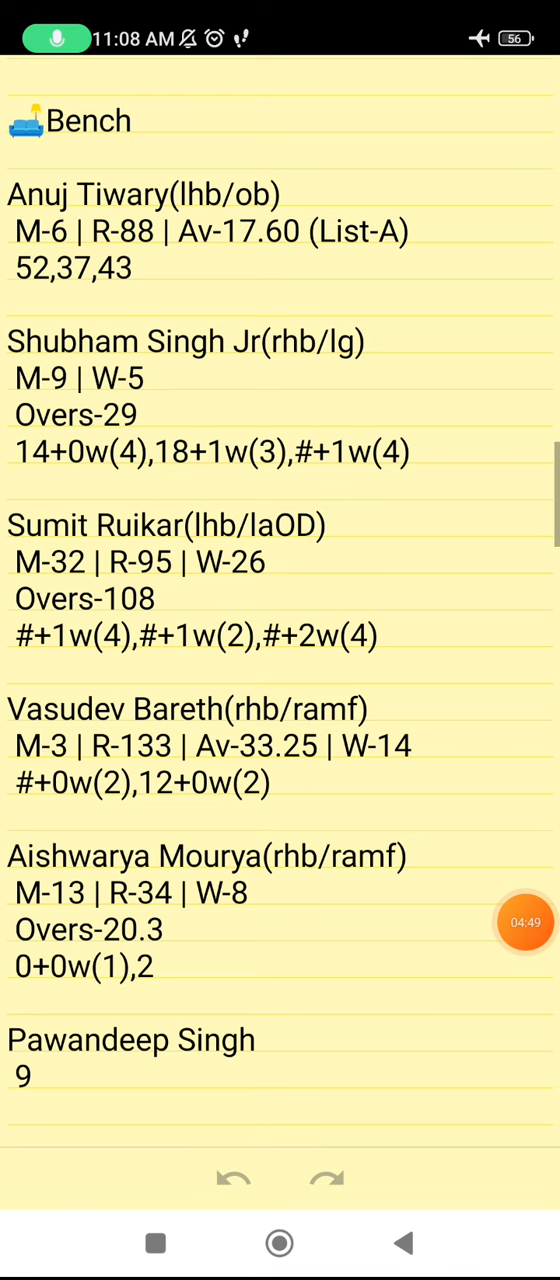 11:08 AM
56
Bench
Anuj Tiwary(lhb/ob)
M-6 | R-88 | Av-17.60 (List-A)
52,37,43
Shubham Singh Jr(rhb/lg)
M-9 | W-5
Overs-29
14+0w(4),18+1w(3),#+1w(4)
Sumit Ruikar(lhb/laOD)
M-32 | R-95 | W-26
Overs-108
#+1w(4),#+1w(2),#+2w(4)
Vasudev Bareth(rhb/ramf)
M-3 | R-133 | Av-33.25 | W-14
#+0w(2),12+0w(2)
Aishwarya Mourya(rhb/ramf)
M-13 | R-34 | W-8
Overs-20.3
04:49
0+0w(1),2
Pawandeep Singh
9